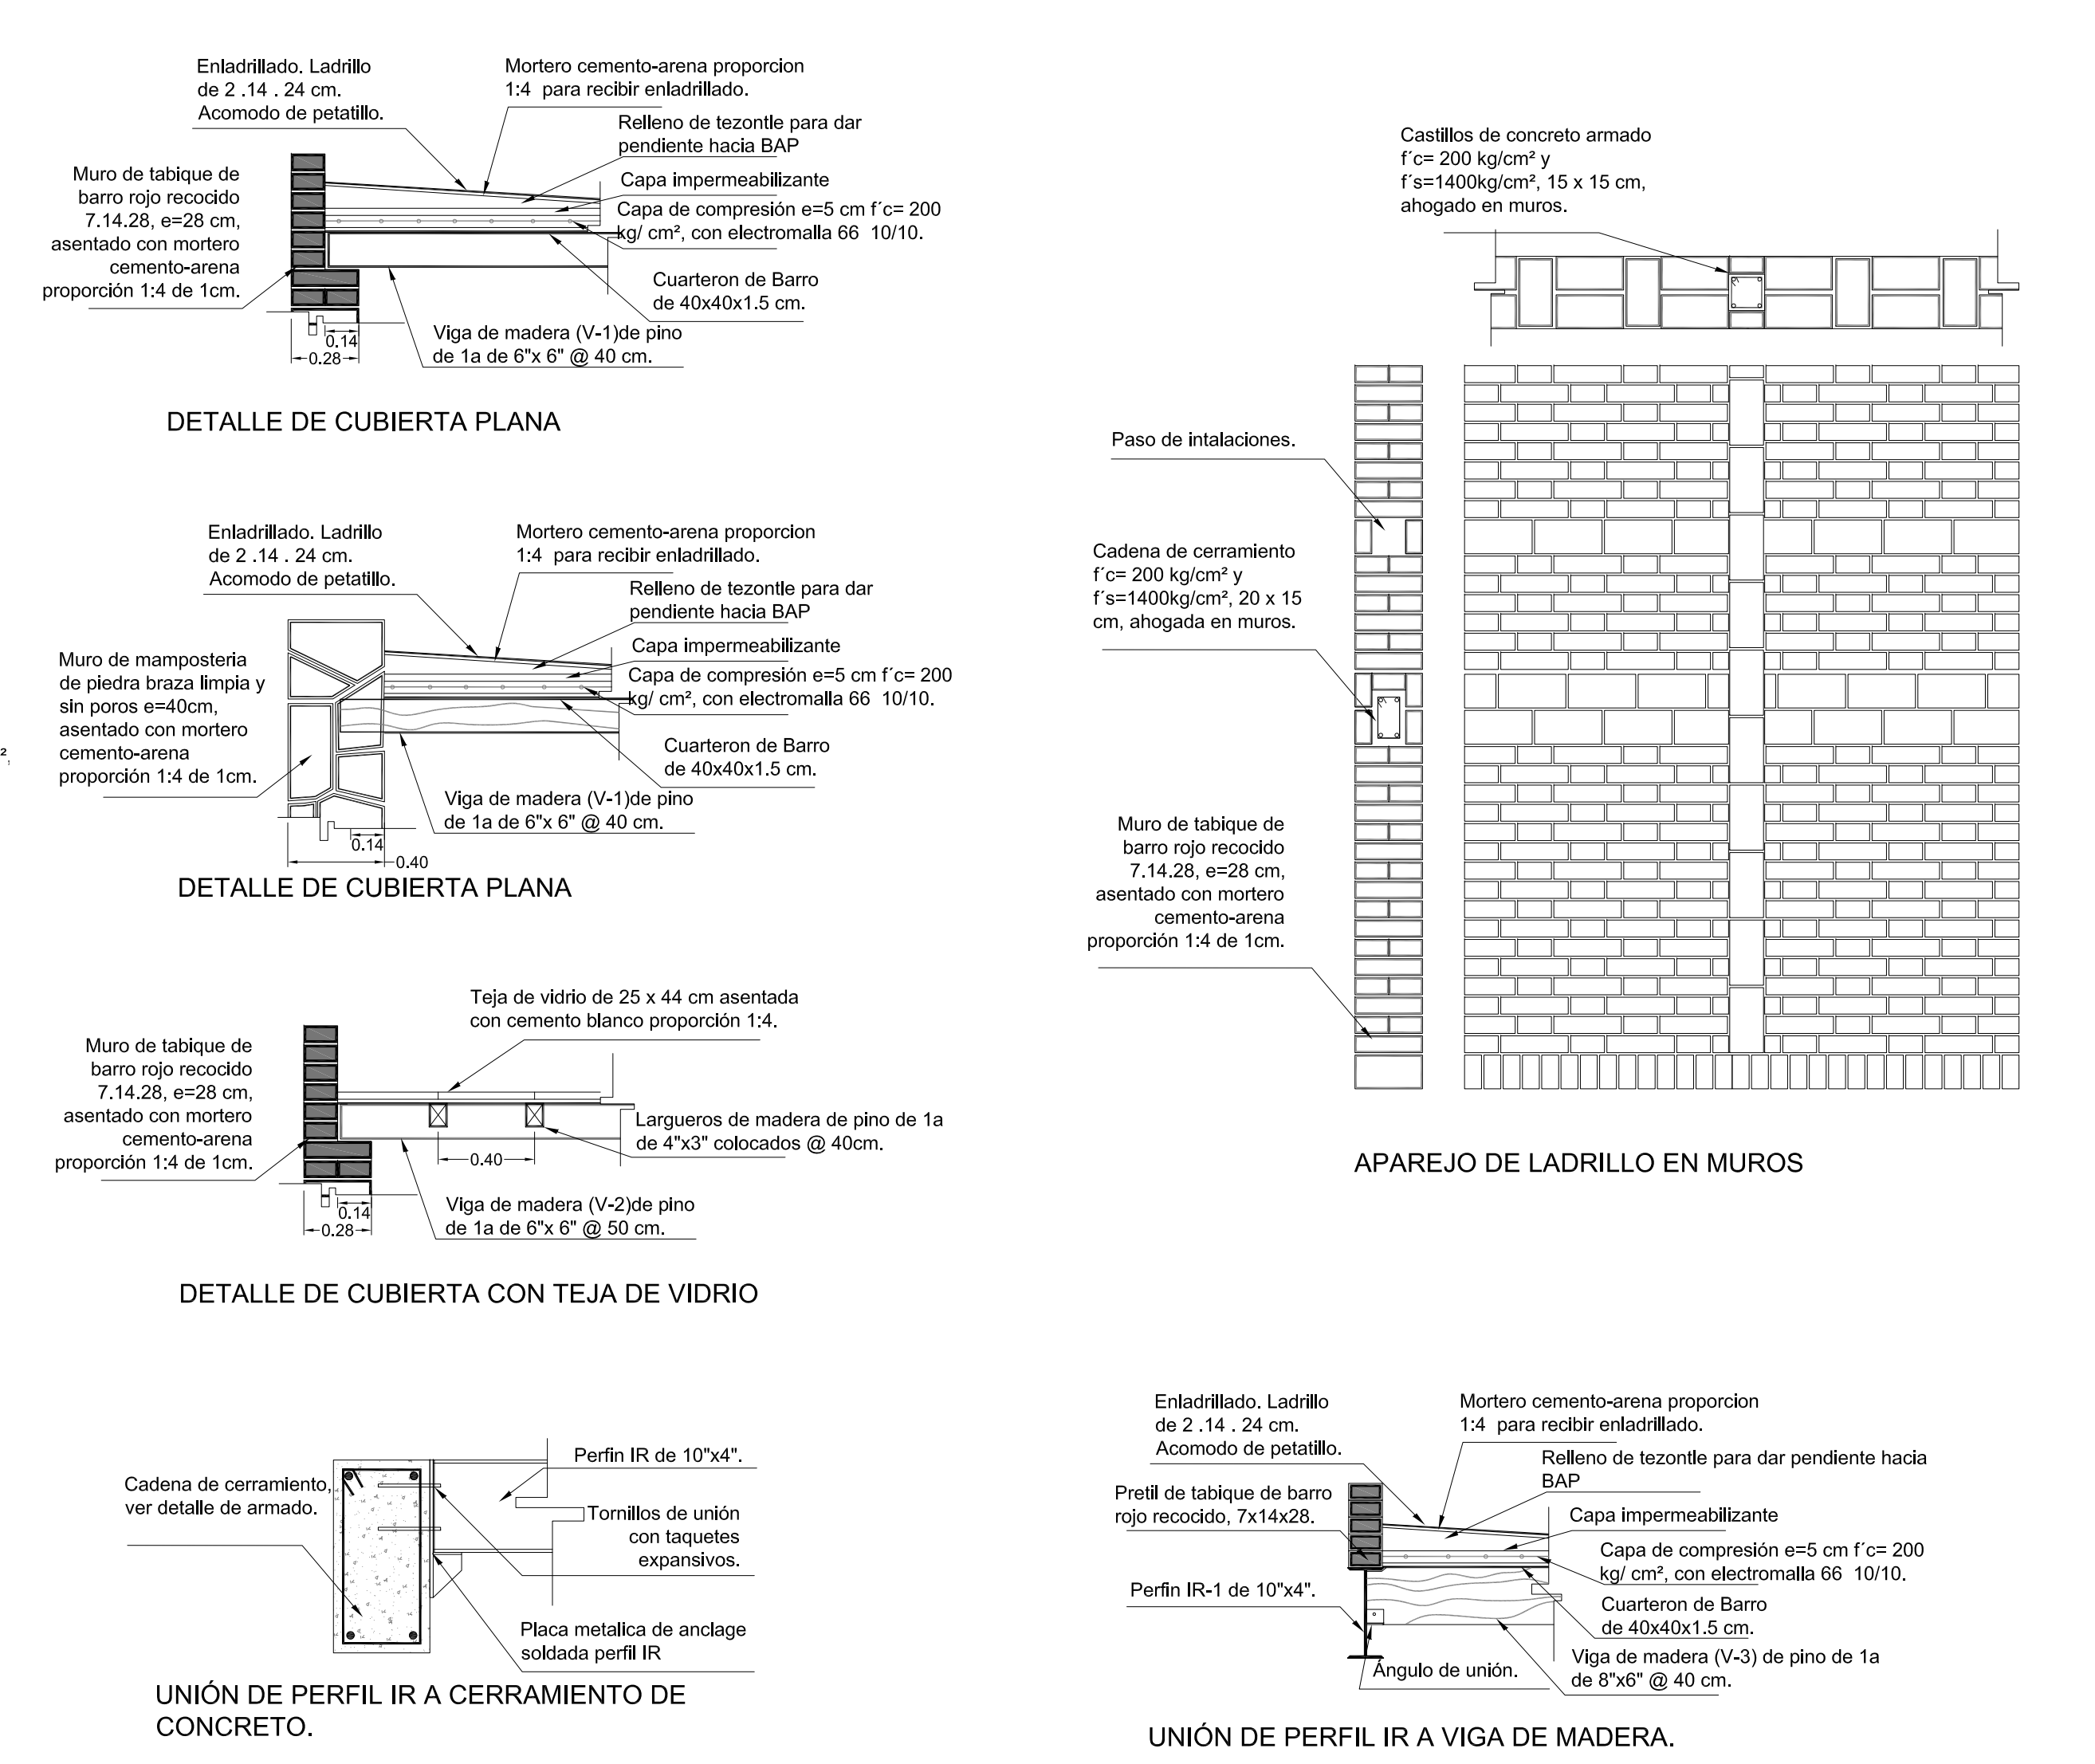 Enladrillado. Ladrillo
de 2 .14 . 24 cm.
Acomodo de petatillo.
Mortero cemento-arena proporcion
1:4 para recibir enladrillado.
Relleno de tezontle para dar
pendiente hacia BAP
Capa impermeabilizante
Capa de compresión e=5 cm f´c= 200
kg/ cm², con electromalla 66 10/10.
Muro de tabique de
barro rojo recocido
7.14.28, e=28 cm,
asentado con mortero
cemento-arena
proporción 1:4 de 1cm.
Cuarteron de Barro
de 40x40x1.5 cm.
Viga de madera (V-1)de pino
de 1a de 6"x 6" @ 40 cm.
0.14
0.28
DETALLE DE CUBIERTA PLANA
Enladrillado. Ladrillo
de 2 .14 . 24 cm.
Acomodo de petatillo.
Mortero cemento-arena proporcion
1:4 para recibir enladrillado.
Relleno de tezontle para dar
pendiente hacia BAP
Capa impermeabilizante
Capa de compresión e=5 cm f´c= 200
kg/ cm², con electromalla 66 10/10.
Muro de mamposteria
de piedra braza limpia y
sin poros e=40cm,
asentado con mortero
cemento-arena
proporción 1:4 de 1cm.
²,
Cuarteron de Barro
de 40x40x1.5 cm.
Viga de madera (V-1)de pino
de 1a de 6"x 6" @ 40 cm.
0.14
0.40
DETALLE DE CUBIERTA PLANA
Teja de vidrio de 25 x 44 cm asentada
con cemento blanco proporción 1:4.
Muro de tabique de
barro rojo recocido
7.14.28, e=28 cm,
asentado con mortero
cemento-arena
proporción 1:4 de 1cm.
Largueros de madera de pino de 1a
de 4"x3" colocados @ 40cm.
0.40
Viga de madera (V-2)de pino
de 1a de 6"x 6" @ 50 cm.
0.14
0.28
DETALLE DE CUBIERTA CON TEJA DE VIDRIO
Cadena de cerramiento,
ver detalle de armado.
Perfin IR de 10"x4".
Tornillos de unión
con taquetes
expansivos.
Placa metalica de anclage
soldada perfil IR
UNIÓN DE PERFIL IR A CERRAMIENTO DE
CONCRETO.
Castillos de concreto armado
f´c= 200 kg/cm² y
f´s=1400kg/cm², 15 x 15 cm,
ahogado en muros.
Paso de intalaciones.
Cadena de cerramiento
f´c= 200 kg/cm² y
f´s=1400kg/cm², 20 x 15
cm, ahogada en muros.
Muro de tabique de
barro rojo recocido
7.14.28, e=28 cm,
asentado con mortero
cemento-arena
proporción 1:4 de 1cm.
APAREJO DE LADRILLO EN MUROS
Enladrillado. Ladrillo
de 2 .14 . 24 cm.
Acomodo de petatillo.
Mortero cemento-arena proporcion
1:4 para recibir enladrillado.
Relleno de tezontle para dar pendiente hacia
BAP
Pretil de tabique de barro
rojo recocido, 7x14x28.
Capa impermeabilizante
Capa de compresión e=5 cm f´c= 200
kg/ cm², con electromalla 66 10/10.
Perfin IR-1 de 10"x4".
Cuarteron de Barro
de 40x40x1.5 cm.
Viga de madera (V-3) de pino de 1a
de 8"x6" @ 40 cm.
Ángulo de unión.
UNIÓN DE PERFIL IR A VIGA DE MADERA.